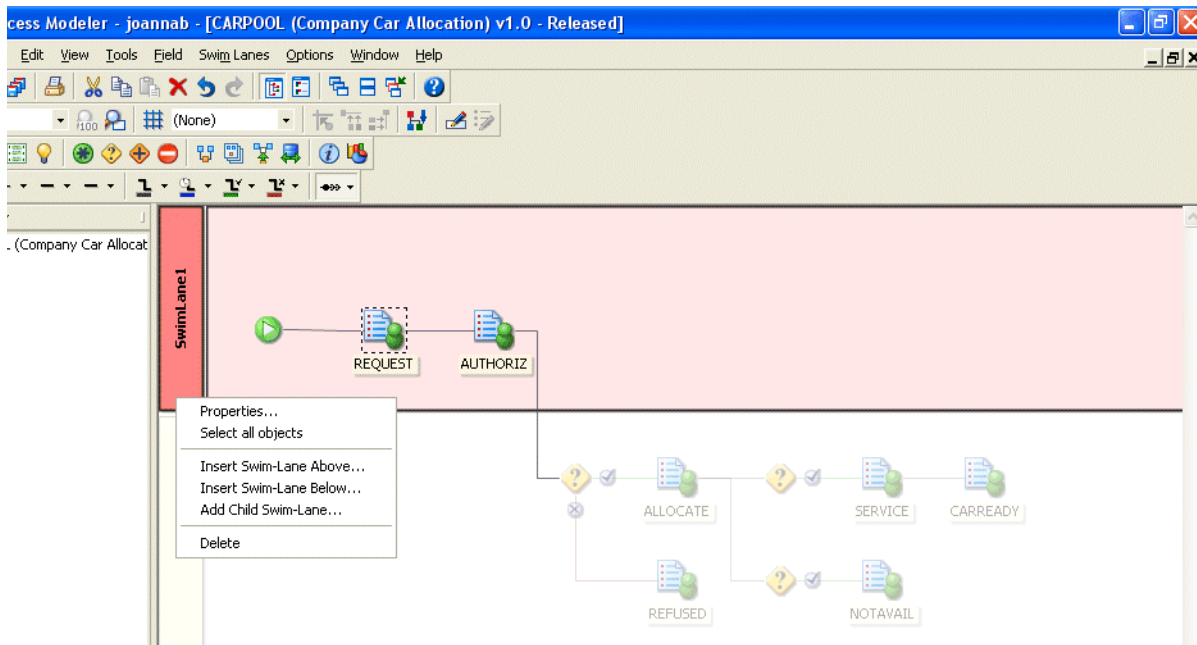 cess Modeler - joannab - [CARPOOL (Company Car Allocation) v1.0 - Released]
Edit View Tools Field Swim Lanes Options Window Help
100
(None)
. (Company Car Allocat
SwimLane1
REQUEST
AUTHORIZ
Properties...
Select all objects
Insert Swim-Lane Above...
Insert Swim-Lane Below...
Add Child Swim-Lane...
Delete
ALLOCATE
SERVICE
CARREADY
REFUSED
NOTAVAIL